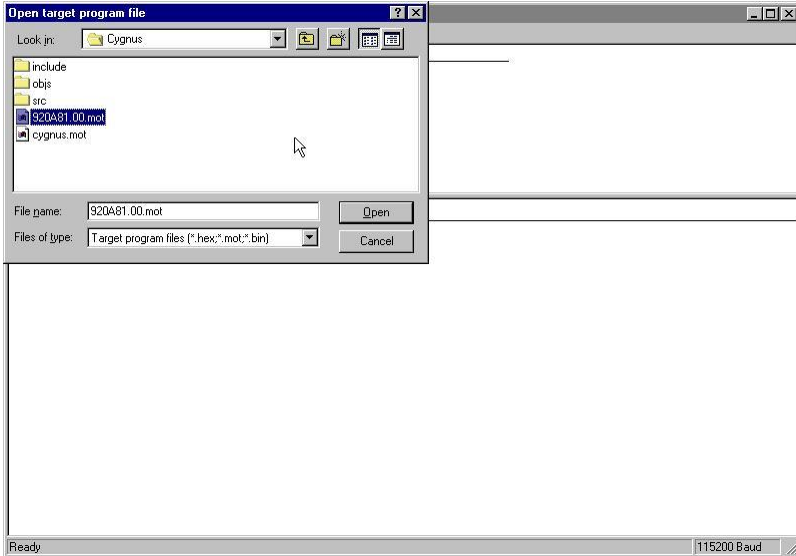 Open target program file
Look in: Cygnus
include
objs
src
920A81.00.mot
cygnus.mot
File name: 920A81.00.mot Open
Files of type: Target program files (*.hex;*.mot;*.bin) Cancel
Ready 115200 Baud